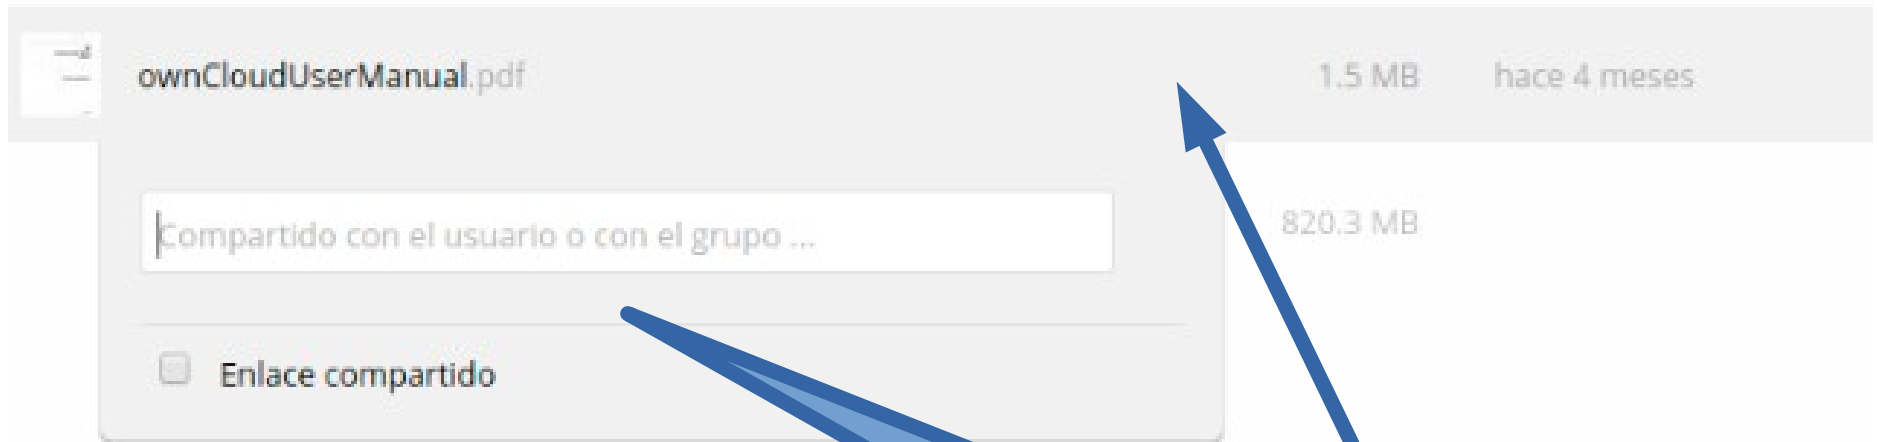 ownCloudUserManual.pdf 1.5 MB hace 4 meses
Compartido con el usuario o con el grupo ...
820.3 MB
Enlace compartido